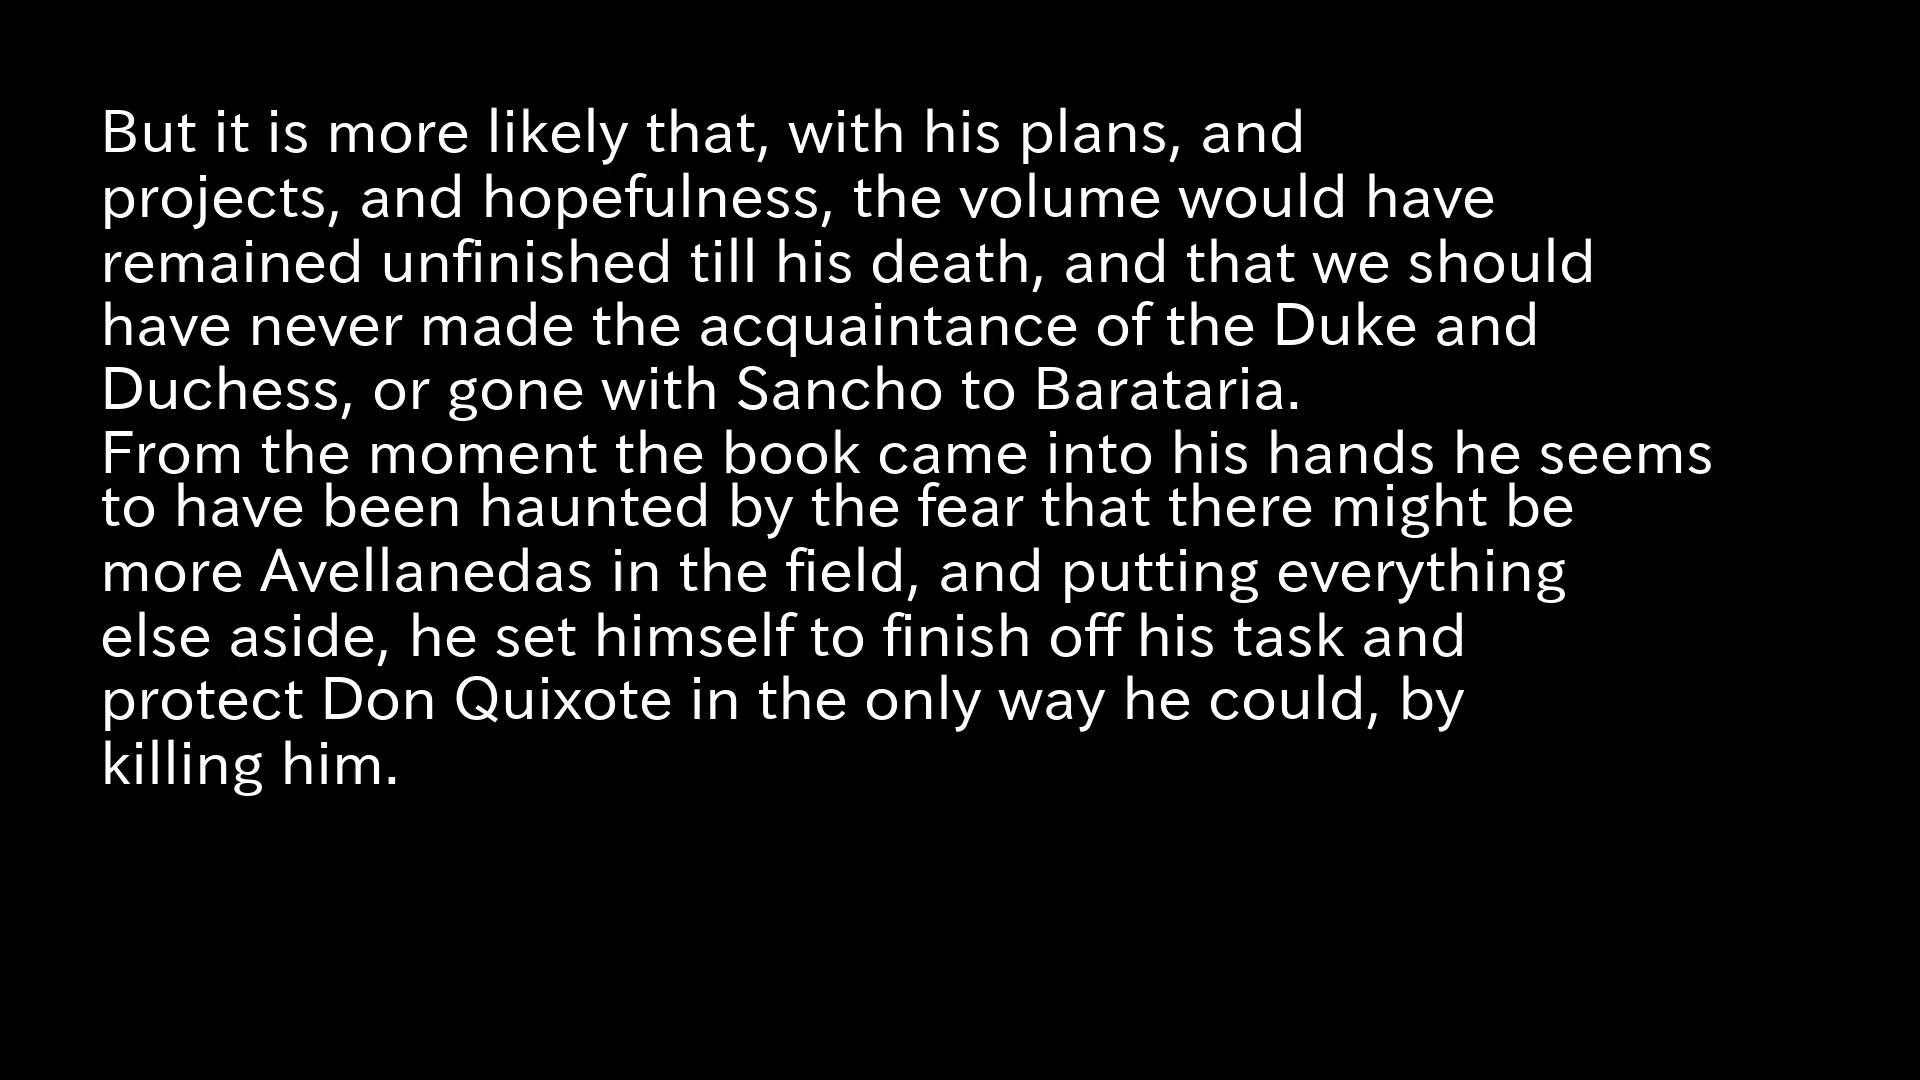 But it is more likely that, with his plans, and
projects, and hopefulness, the volume would have
remained unfinished till his death, and that we should
have never made the acquaintance of the Duke and
Duchess, or gone with Sancho to Barataria.
From the moment the book came into his hands he seems
to have been haunted by the fear that there might be
more Avellanedas in the field, and putting everything
else aside, he set himself to finish off his task and
protect Don Quixote in the only way he could, by
killing him.